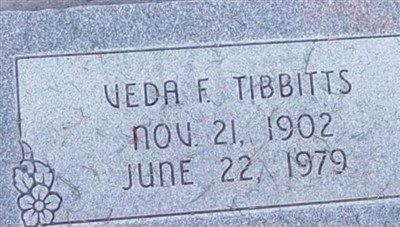 VEDA F. TIBBITTS
NOV. 21, 1902
JUNE 22, 1979